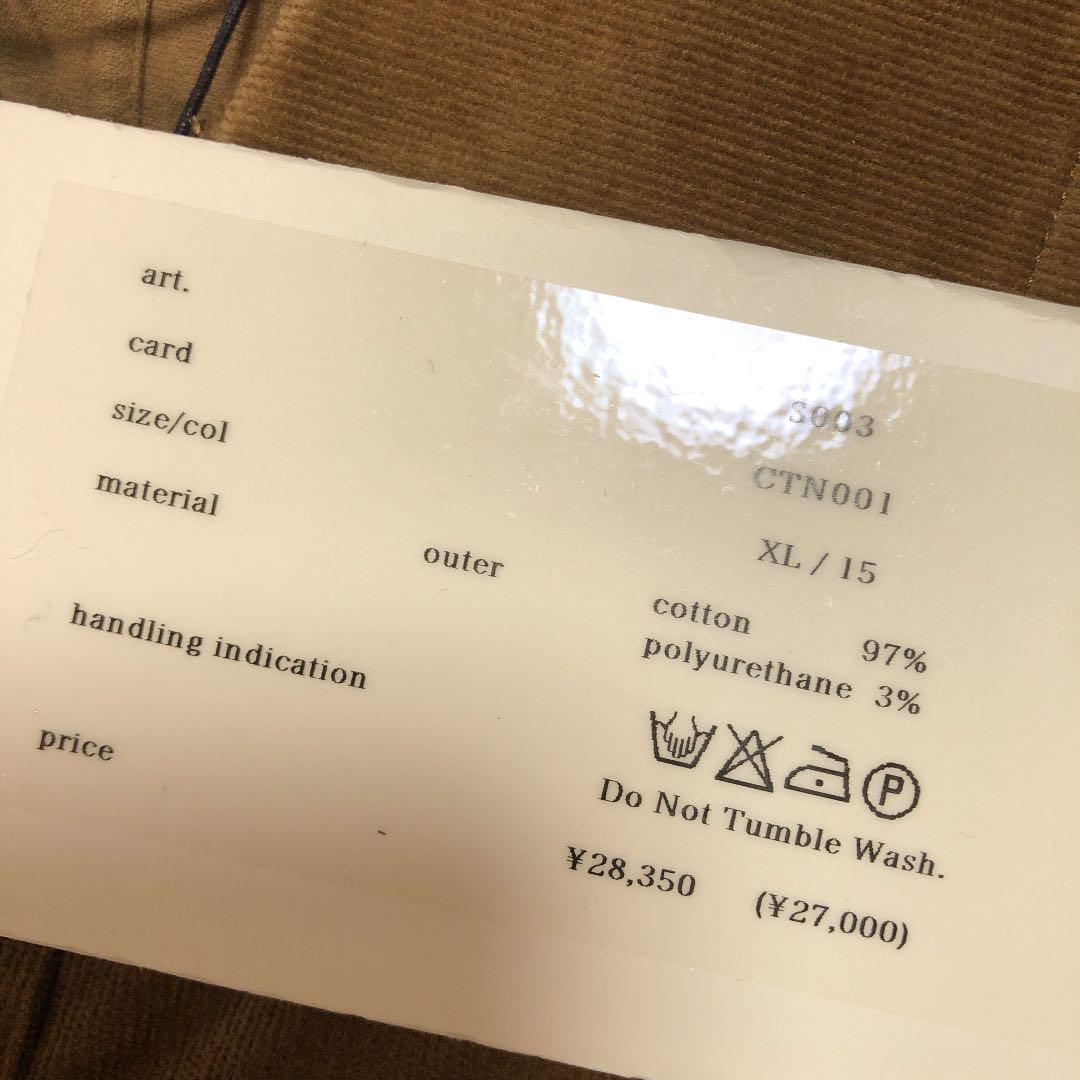 art. S003
card CTN001
size/col XL / 15
material
outer cotton 97%
polyurethane 3%
handling indication
P
Do Not Tumble Wash.
price ¥28,350 (¥27,000)